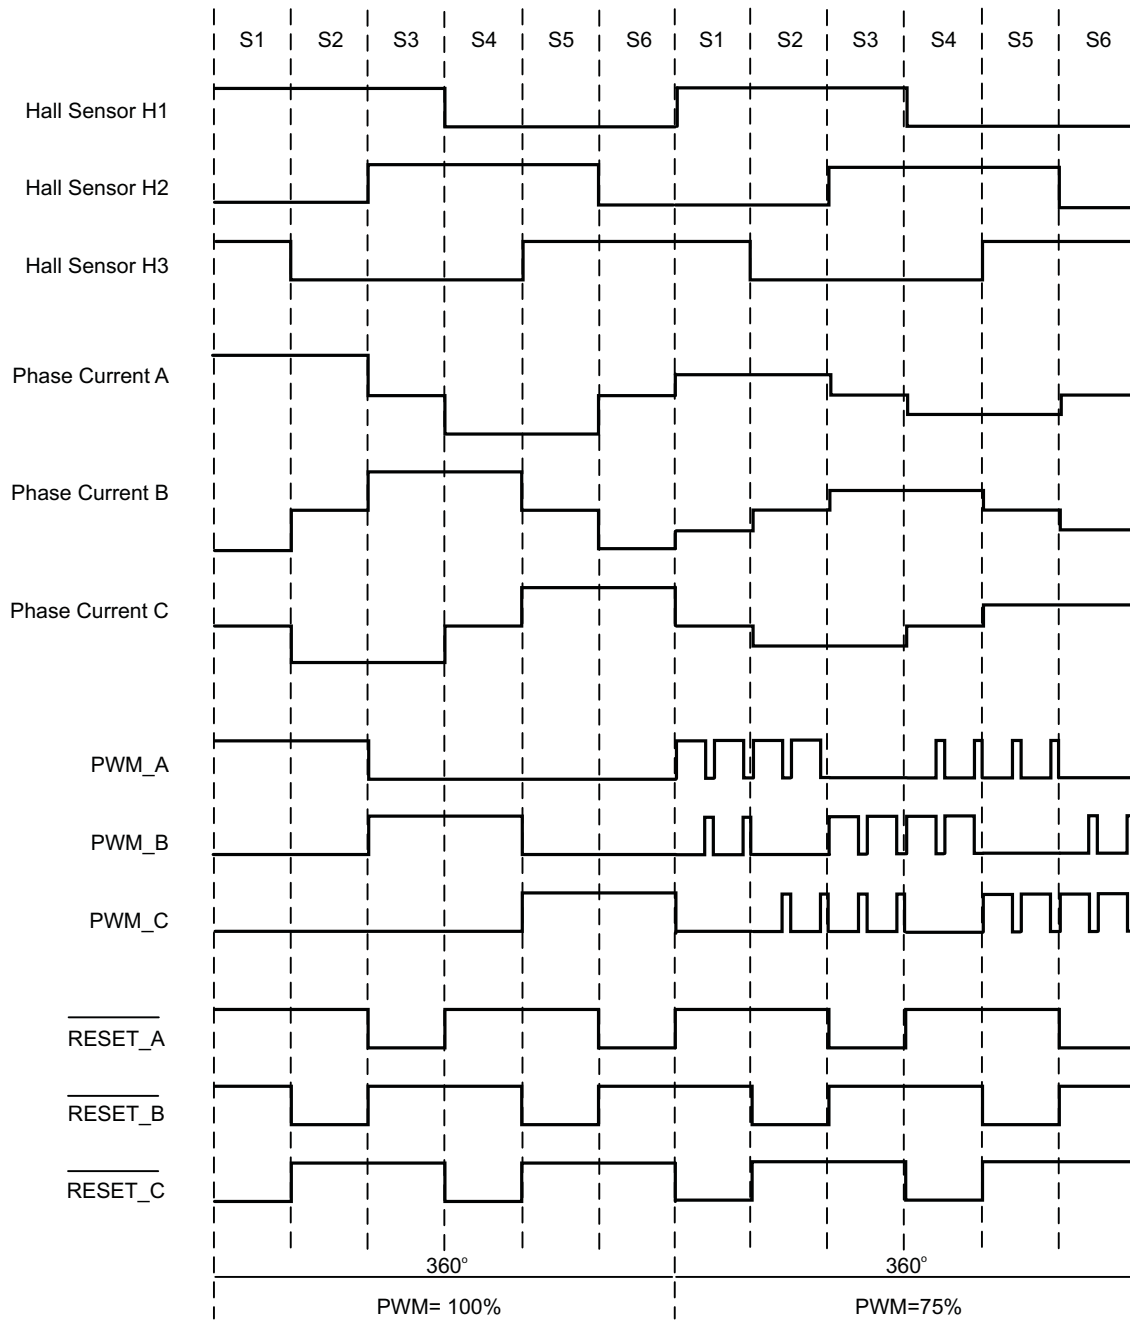 S1 S2 S3 S4 S5 S6 S1 S2 S3 S4 S5 S6
Hall Sensor H1
Hall Sensor H2
Hall Sensor H3
Phase Current A
Phase Current B
Phase Current C
PWM_A
PWM_B
PWM_C
RESET_A
RESET_B
RESET_C
360° 360°
PWM= 100% PWM=75%